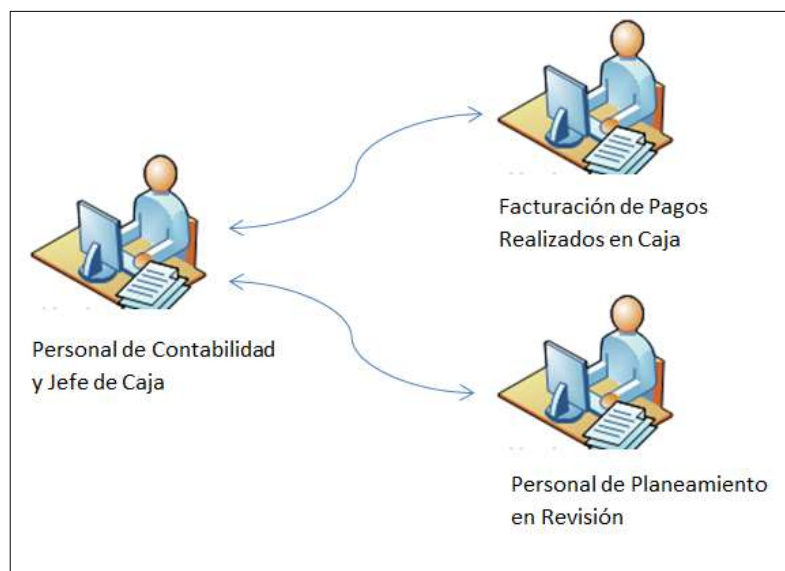 Facturación de Pagos
Realizados en Caja
Personal de Contabilidad
y Jefe de Caja
Personal de Planeamiento
en Revisión